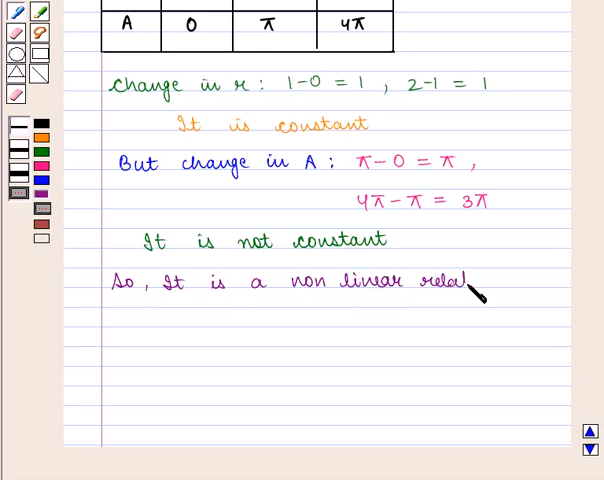 A 0 π 4π
Change in r : 1-0 = 1 , 2-1 = 1
It is constant
But change in A : π-0 = π ,
4π-π = 3π
It is not constant
So, It is a non linear relat